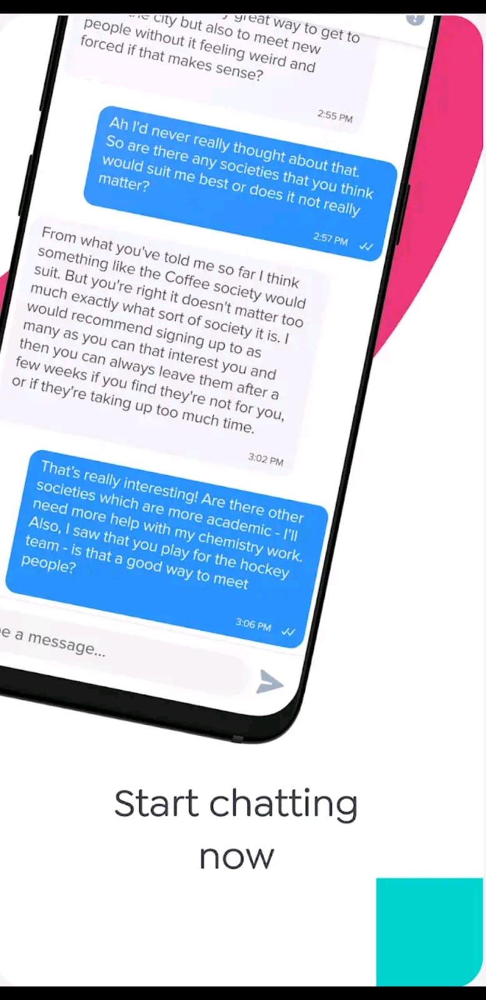 great way to get to
city but also to meet new
people without it feeling weird and
forced if that makes sense?
2:55 PM
Ah I'd never really thought about that.
So are there any societies that you think
would suit me best or does it not really
matter?
2:57 PM
From what you've told me so far I think
something like the Coffee society would
suit. But you're right it doesn't matter too
much exactly what sort of society it is. I
would recommend signing up to as
many as you can that interest you and
then you can always leave them after a
few weeks if you find they're not for you,
or if they're taking up too much time.
3:02 PM
That's really interesting! Are there other
societies which are more academic - I'll
need more help with my chemistry work.
Also, I saw that you play for the hockey
team - is that a good way to meet
people?
3:06 PM
a message...
Start chatting
now